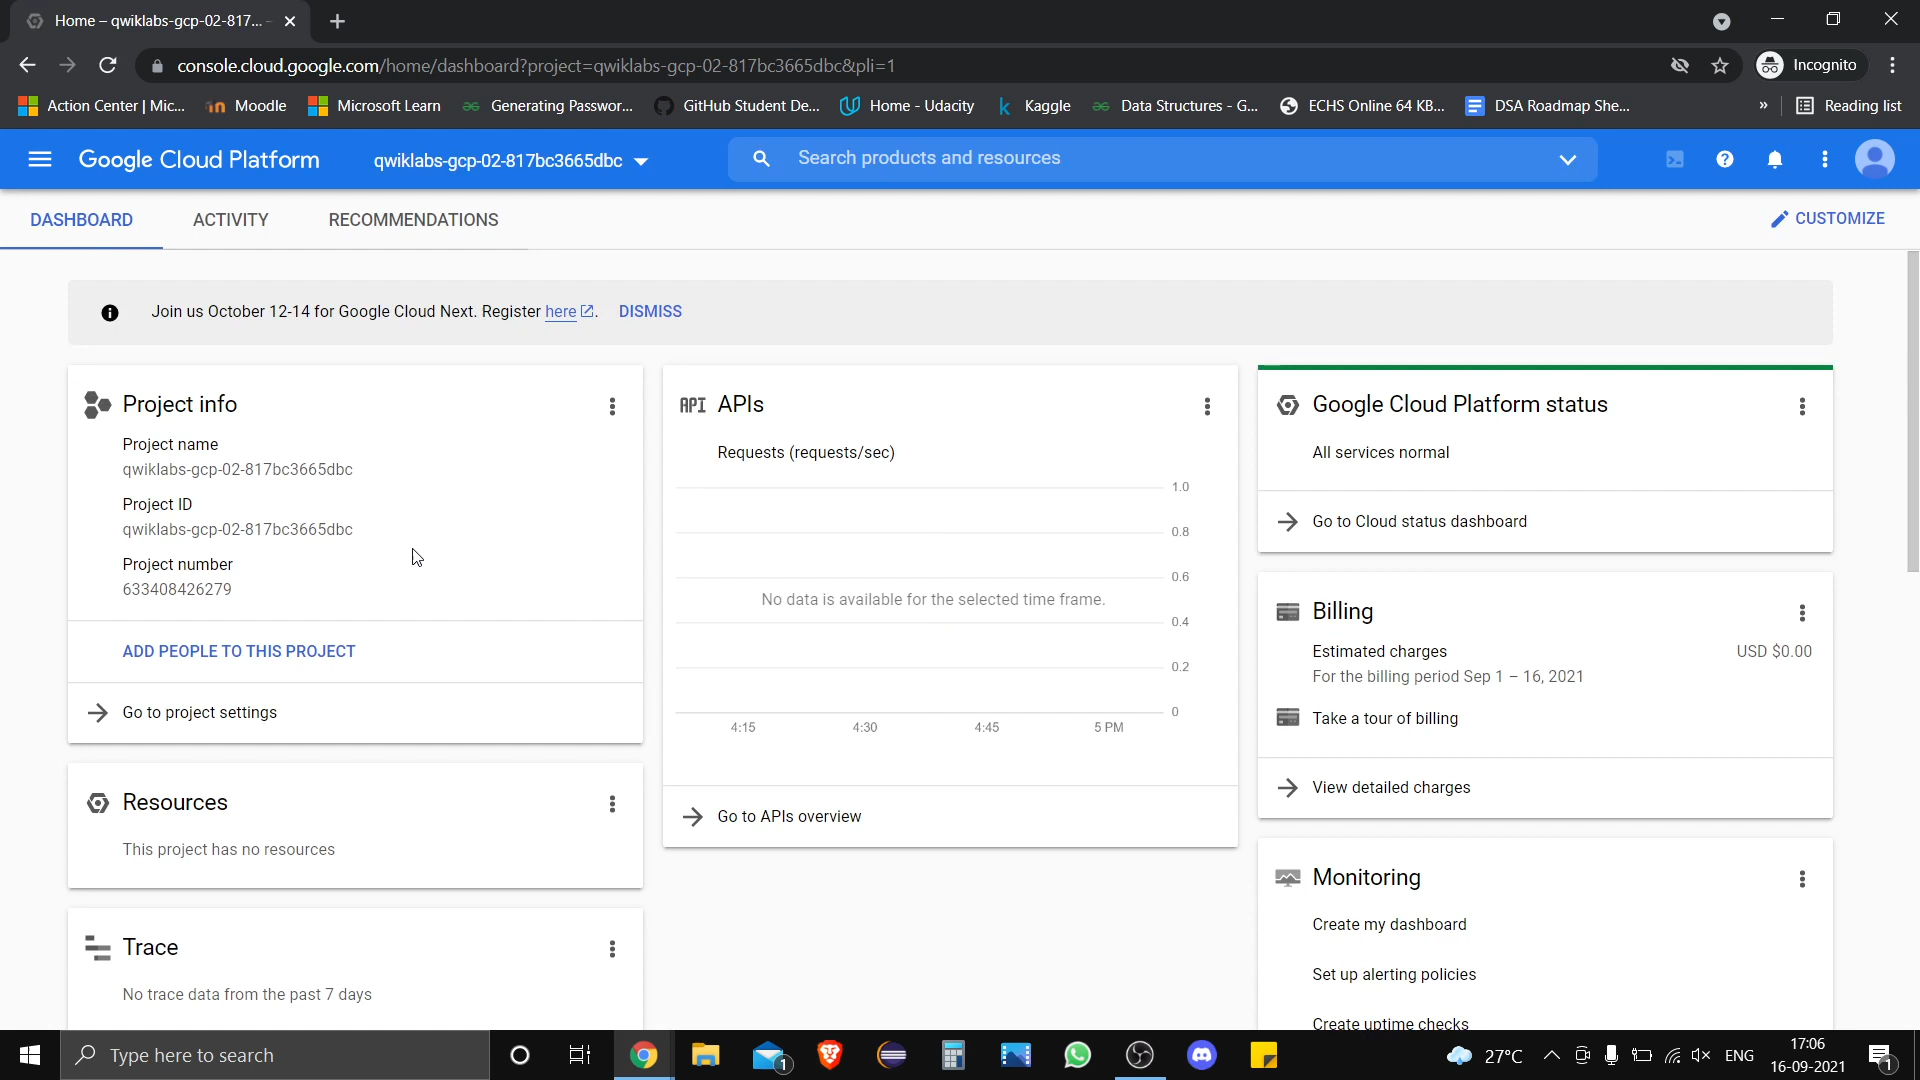 Home – qwiklabs-gcp-02-817... -
console.cloud.google.com/home/dashboard?project=qwiklabs-gcp-02-817bc3665dbc&pli=1
Incognito
Action Center | Mic...
Moodle
Microsoft Learn
Generating Passwor...
GitHub Student De...
Home - Udacity
Kaggle
Data Structures - G...
ECHS Online 64 KB...
DSA Roadmap She...
»
Reading list
Google Cloud Platform
qwiklabs-gcp-02-817bc3665dbc
Search products and resources
DASHBOARD
ACTIVITY
RECOMMENDATIONS
CUSTOMIZE
Join us October 12-14 for Google Cloud Next. Register here. DISMISS
Project info
Project name
qwiklabs-gcp-02-817bc3665dbc
Project ID
qwiklabs-gcp-02-817bc3665dbc
Project number
633408426279
ADD PEOPLE TO THIS PROJECT
Go to project settings
Resources
This project has no resources
Trace
No trace data from the past 7 days
API APIs
Requests (requests/sec)
1.0
0.8
0.6
No data is available for the selected time frame.
0.4
0.2
0
4:15
4:30
4:45
5 PM
Go to APIs overview
Google Cloud Platform status
All services normal
Go to Cloud status dashboard
Billing
Estimated charges USD $0.00
For the billing period Sep 1 – 16, 2021
Take a tour of billing
View detailed charges
Monitoring
Create my dashboard
Set up alerting policies
Create uptime checks
Type here to search
1
27°C
ENG
17:06
16-09-2021
1